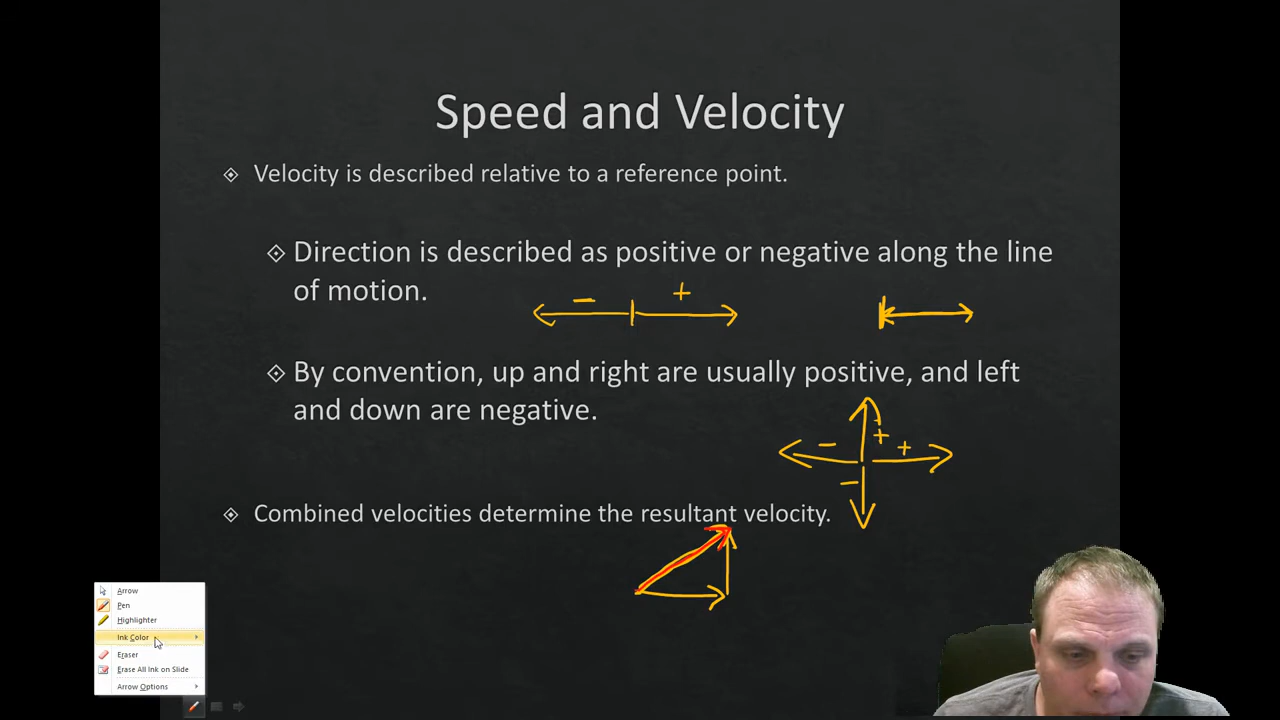 Speed and Velocity
Velocity is described relative to a reference point.
Direction is described as positive or negative along the line
of motion.
− +
By convention, up and right are usually positive, and left
and down are negative.
− + +
−
Combined velocities determine the resultant velocity.
Arrow
Pen
Highlighter
Ink Color
Eraser
Erase All Ink on Slide
Arrow Options